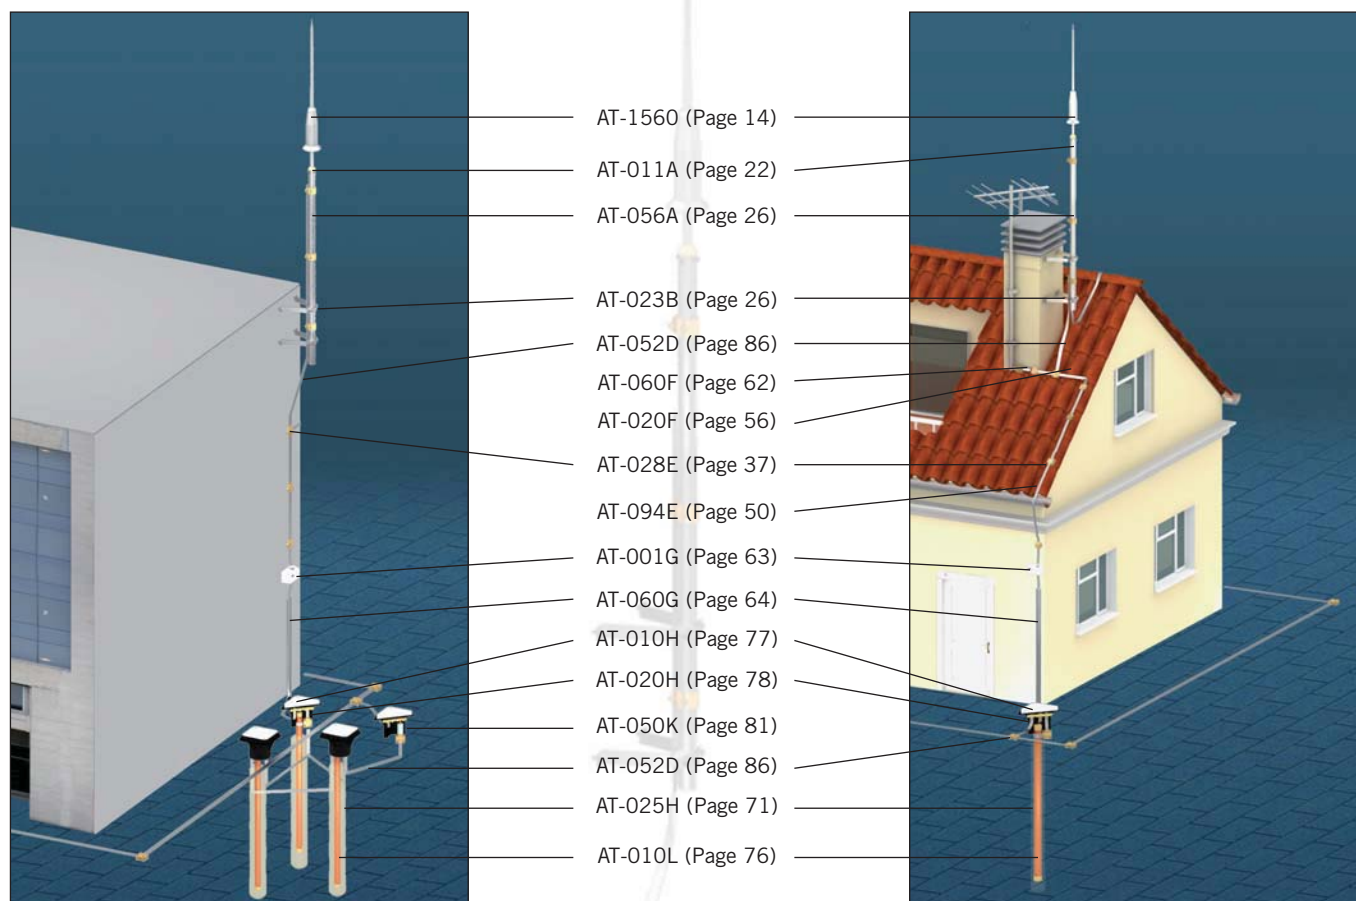 AT-1560 (Page 14)
AT-011A (Page 22)
AT-056A (Page 26)
AT-023B (Page 26)
AT-052D (Page 86)
AT-060F (Page 62)
AT-020F (Page 56)
AT-028E (Page 37)
AT-094E (Page 50)
AT-001G (Page 63)
AT-060G (Page 64)
AT-010H (Page 77)
AT-020H (Page 78)
AT-050K (Page 81)
AT-052D (Page 86)
AT-025H (Page 71)
AT-010L (Page 76)